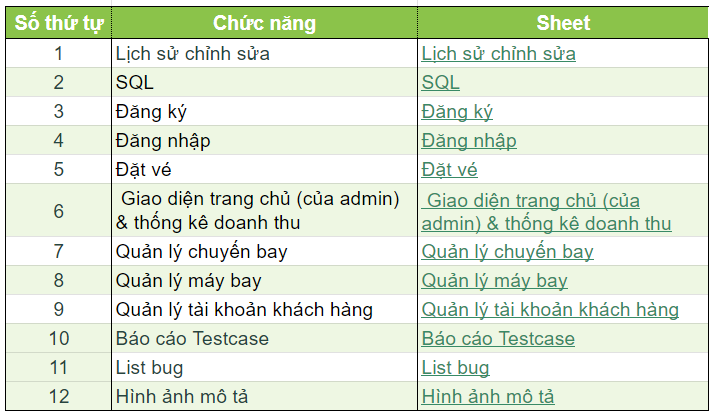 Số thứ tự Chức năng Sheet
1 Lịch sử chỉnh sửa Lịch sử chỉnh sửa
2 SQL SQL
3 Đăng ký Đăng ký
4 Đăng nhập Đăng nhập
5 Đặt vé Đặt vé
6 Giao diện trang chủ (của admin) Giao diện trang chủ (của
& thống kê doanh thu admin) & thống kê doanh thu
7 Quản lý chuyến bay Quản lý chuyến bay
8 Quản lý máy bay Quản lý máy bay
9 Quản lý tài khoản khách hàng Quản lý tài khoản khách hàng
10 Báo cáo Testcase Báo cáo Testcase
11 List bug List bug
12 Hình ảnh mô tả Hình ảnh mô tả